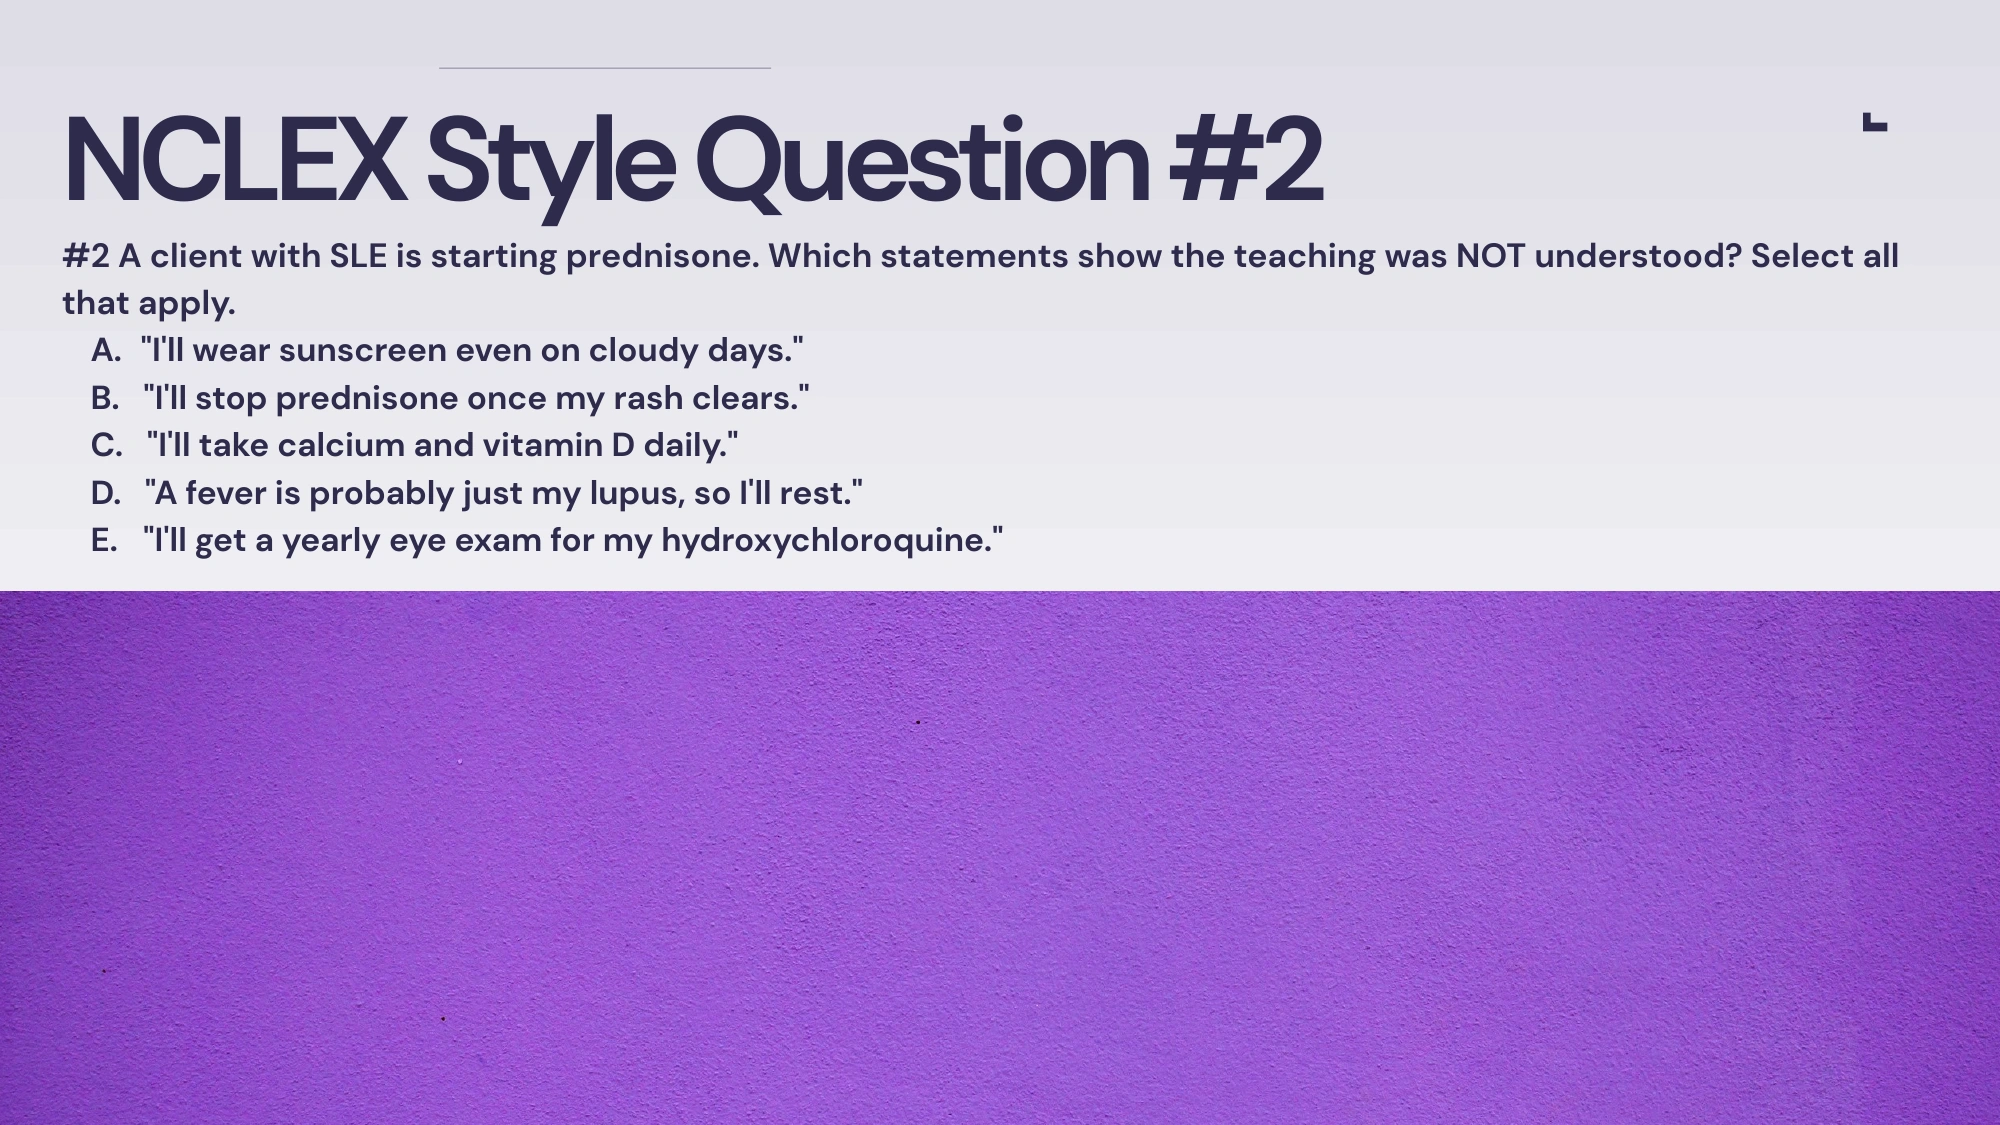 NCLEX Style Question #2
#2 A client with SLE is starting prednisone. Which statements show the teaching was NOT understood? Select all
that apply.
A. "I'll wear sunscreen even on cloudy days."
B. "I'll stop prednisone once my rash clears."
C. "I'll take calcium and vitamin D daily."
D. "A fever is probably just my lupus, so I'll rest."
E. "I'll get a yearly eye exam for my hydroxychloroquine."